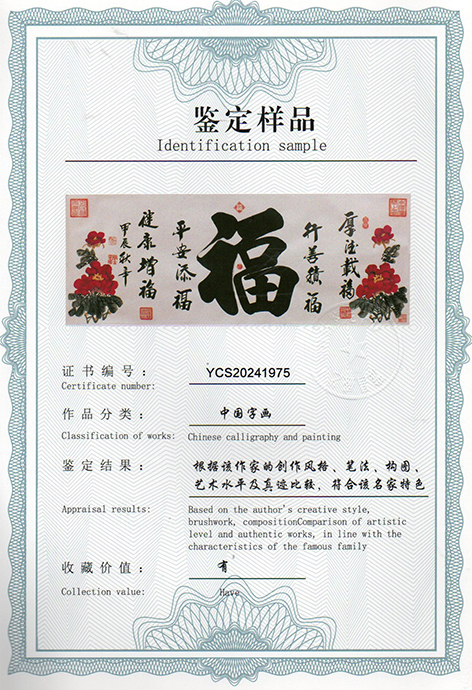 鉴定样品
Identification sample
厚德载福
行善积福
福
平安添福
健康增福
甲辰秋年
证书编号：
YCS20241975
Certificate number:
作品分类：
中国字画
Classification of works:
Chinese calligraphy and painting
鉴定结果：
根据该作家的创作风格、笔法、构图、
艺术水平及真迹比较，符合该名家特色
Appraisal results:
Based on the author's creative style,
brushwork, compositionComparison of artistic
level and authentic works, in line with the
characteristics of the famous family
收藏价值：
有
Collection value:
Have